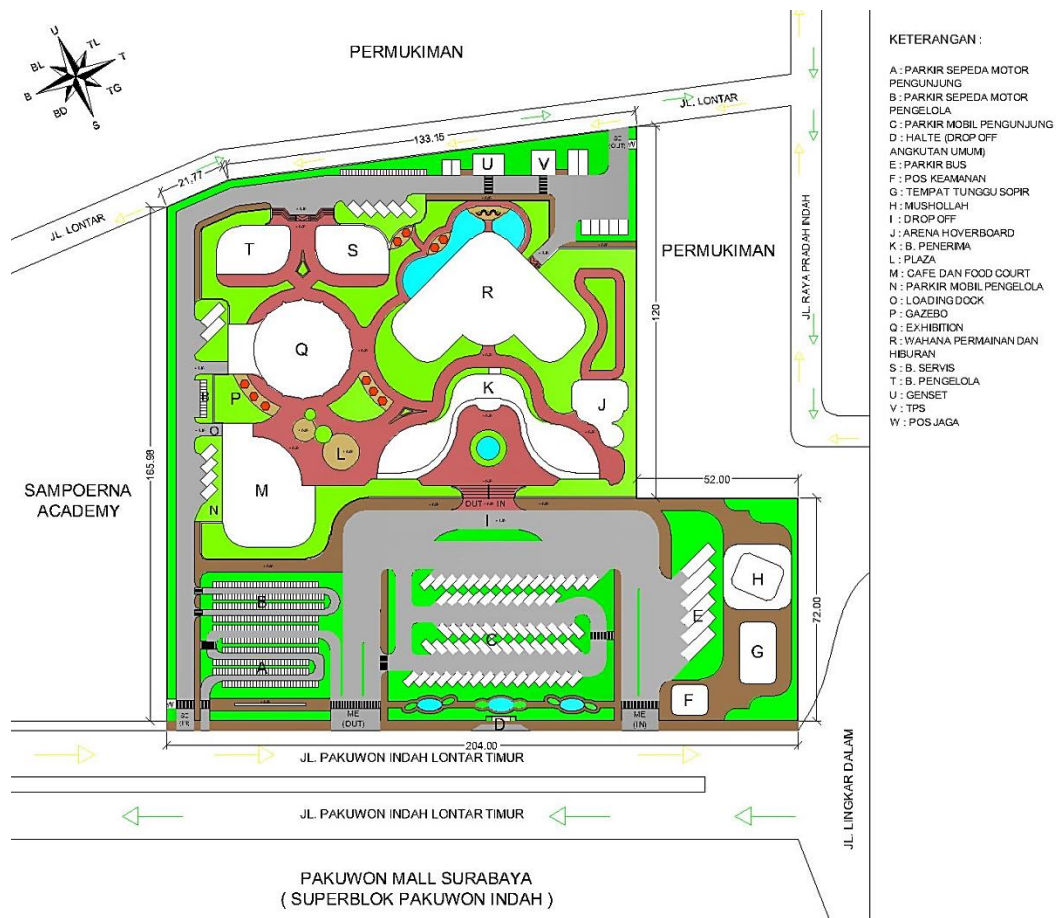 U
TL
T
TG
S
BD
B
BL
PERMUKIMAN
JL. LONTAR
133.15
21.77
JL. LONTAR
SE
(OUT)
W
U
V
T
S
R
PERMUKIMAN
120
JL. RAYA PRADAH INDAH
Q
K
J
B
P
O
L
M
N
165.98
SAMPOERNA
ACADEMY
52.00
OUT
IN
I
H
E
G
F
72.00
B
A
C
W
SE
(IN)
ME
(OUT)
D
ME
(IN)
204.00
JL. PAKUWON INDAH LONTAR TIMUR
JL. PAKUWON INDAH LONTAR TIMUR
JL. LINGKAR DALAM
PAKUWON MALL SURABAYA
( SUPERBLOK PAKUWON INDAH )
KETERANGAN :
A : PARKIR SEPEDA MOTOR
PENGUNJUNG
B : PARKIR SEPEDA MOTOR
PENGELOLA
C : PARKIR MOBIL PENGUNJUNG
D : HALTE (DROP OFF
ANGKUTAN UMUM)
E : PARKIR BUS
F : POS KEAMANAN
G : TEMPAT TUNGGU SOPIR
H : MUSHOLLAH
I : DROP OFF
J : ARENA HOVERBOARD
K : B. PENERIMA
L : PLAZA
M : CAFE DAN FOOD COURT
N : PARKIR MOBIL PENGELOLA
O : LOADING DOCK
P : GAZEBO
Q : EXHIBITION
R : WAHANA PERMAINAN DAN
HIBURAN
S : B. SERVIS
T : B. PENGELOLA
U : GENSET
V : TPS
W : POS JAGA